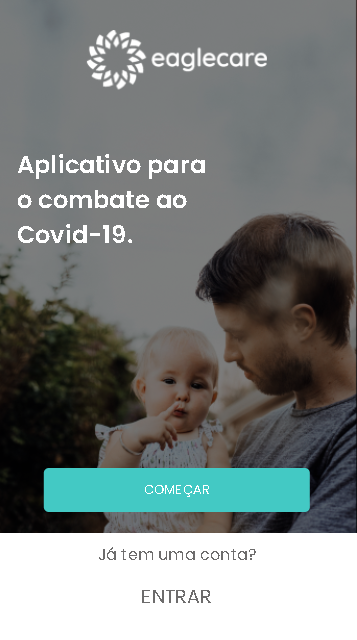 eaglecare
Aplicativo para
o combate ao
Covid-19.
COMEÇAR
Já tem uma conta?
ENTRAR